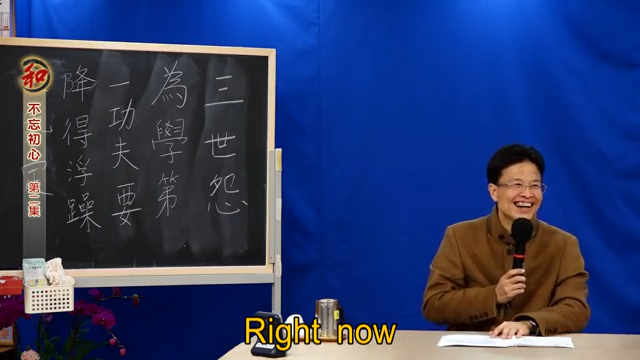 三世怨
為學第
一功夫要
降得浮躁
和
不忘初心
第二集
Right now